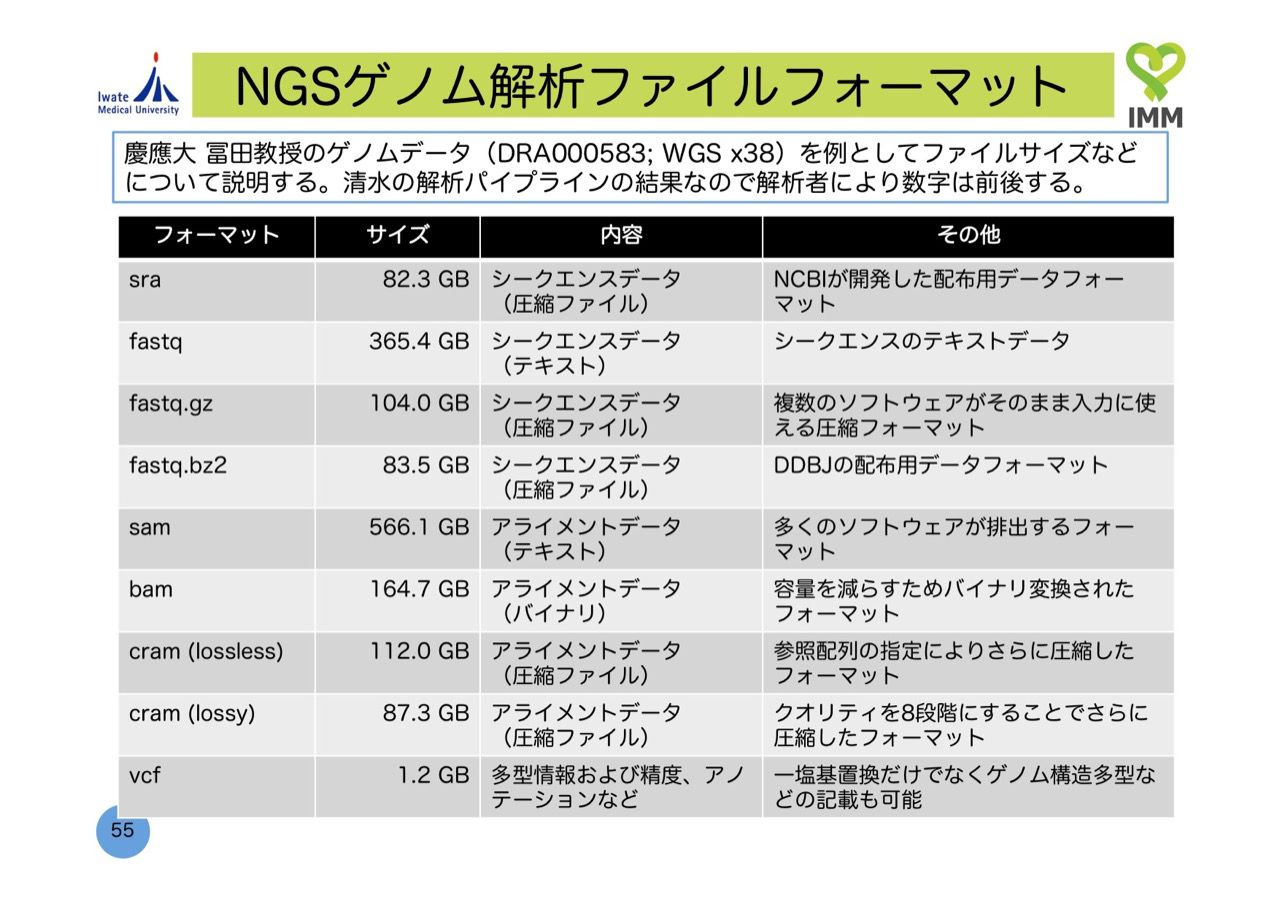 Iwate
Medical University
NGSゲノム解析ファイルフォーマット
IMM
慶應大 冨田教授のゲノムデータ（DRA000583; WGS x38）を例としてファイルサイズなど
について説明する。清水の解析パイプラインの結果なので解析者により数字は前後する。
フォーマット サイズ 内容 その他
sra 82.3 GB シークエンスデータ NCBIが開発した配布用データフォー
（圧縮ファイル） マット
fastq 365.4 GB シークエンスデータ シークエンスのテキストデータ
（テキスト）
fastq.gz 104.0 GB シークエンスデータ 複数のソフトウェアがそのまま入力に使
（圧縮ファイル） える圧縮フォーマット
fastq.bz2 83.5 GB シークエンスデータ DDBJの配布用データフォーマット
（圧縮ファイル）
sam 566.1 GB アライメントデータ 多くのソフトウェアが排出するフォー
（テキスト） マット
bam 164.7 GB アライメントデータ 容量を減らすためバイナリ変換された
（バイナリ） フォーマット
cram (lossless) 112.0 GB アライメントデータ 参照配列の指定によりさらに圧縮した
（圧縮ファイル） フォーマット
cram (lossy) 87.3 GB アライメントデータ クオリティを8段階にすることでさらに
（圧縮ファイル） 圧縮したフォーマット
vcf 1.2 GB 多型情報および精度、アノ 一塩基置換だけでなくゲノム構造多型な
テーションなど どの記載も可能
55